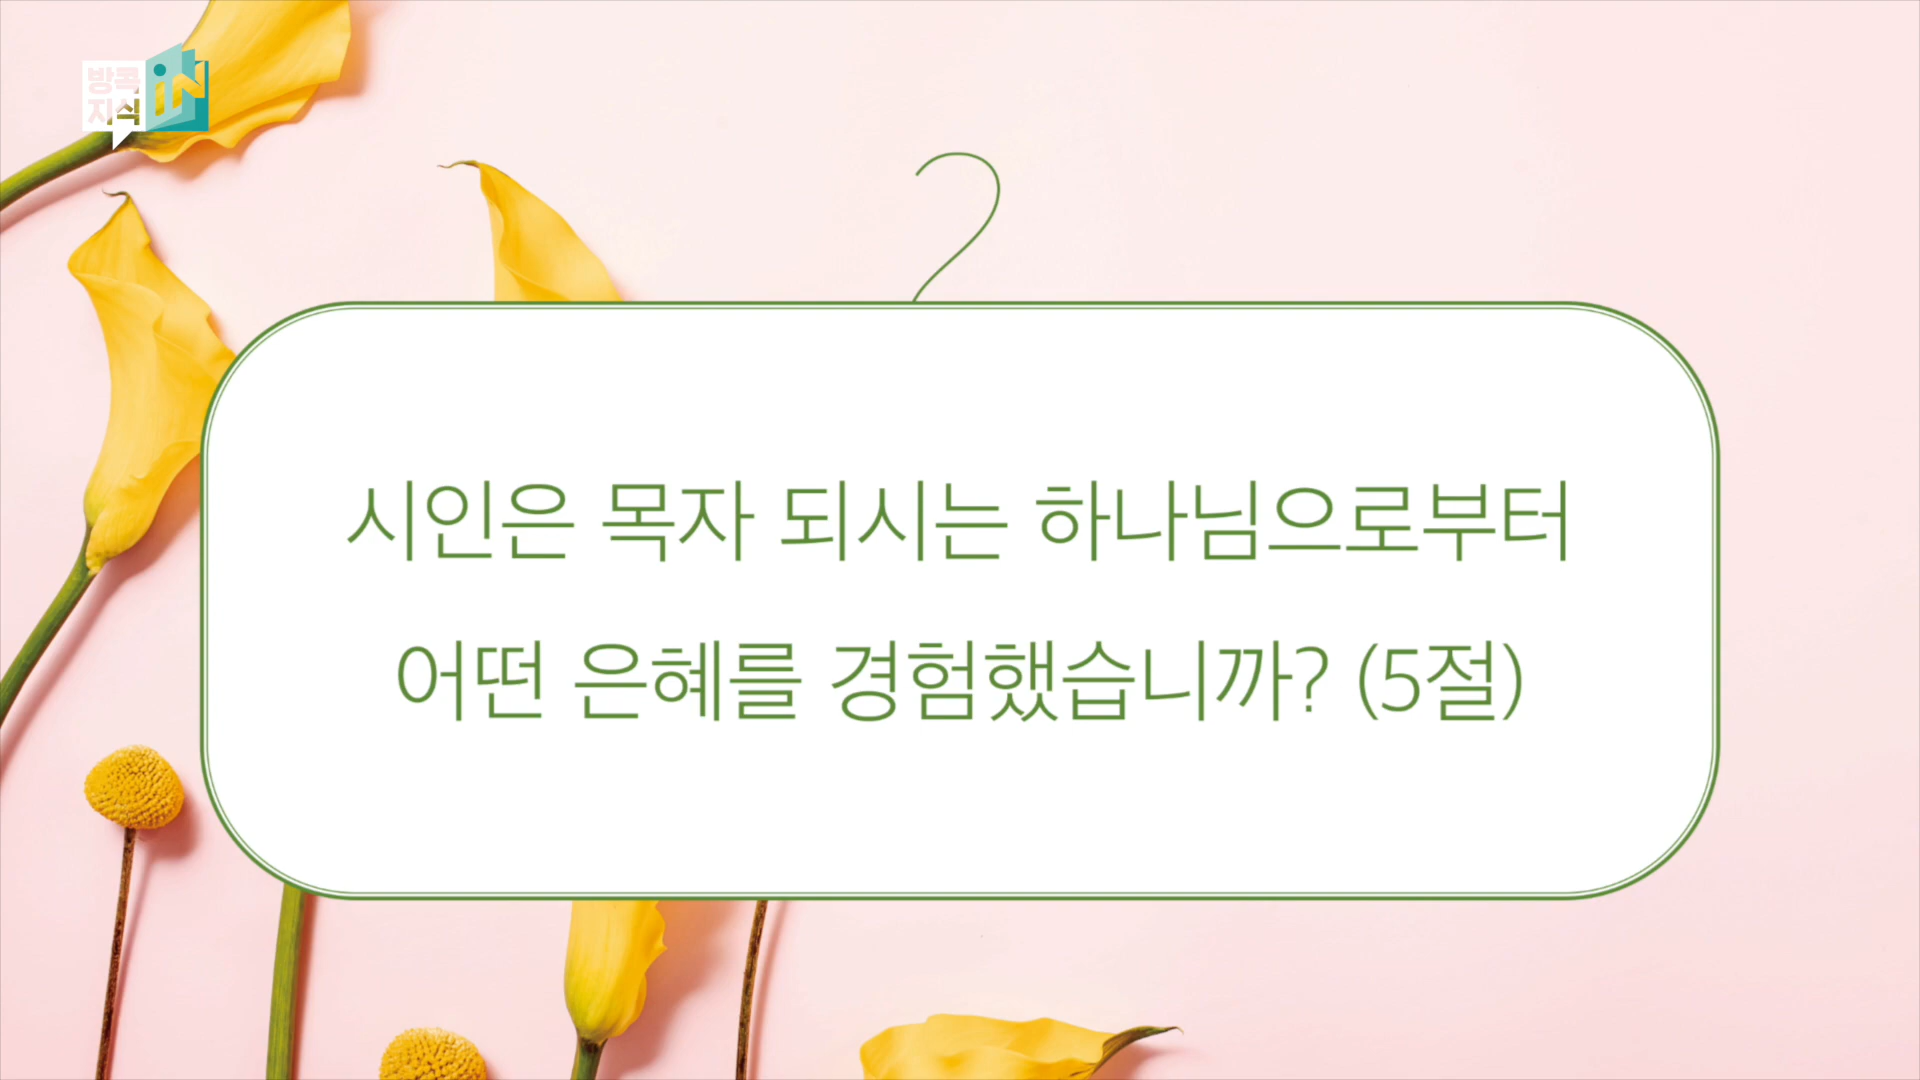 방콕
지식 iN
시인은 목자 되시는 하나님으로부터
어떤 은혜를 경험했습니까? (5절)